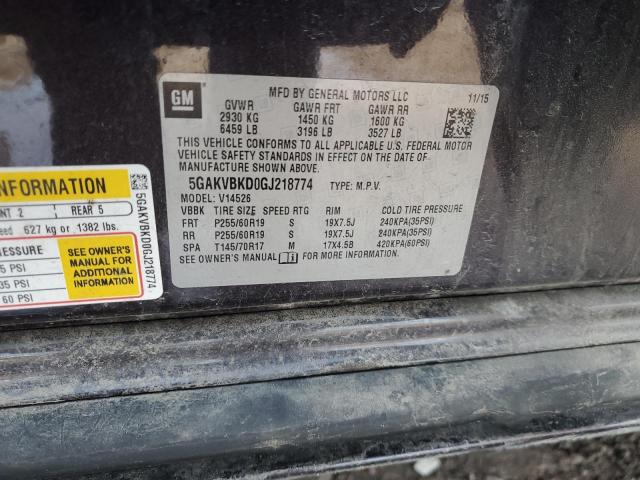 GM
MFD BY GENERAL MOTORS LLC 11/15
GVWR GAWR FRT GAWR RR
2930 KG 1450 KG 1600 KG
6459 LB 3196 LB 3527 LB
THIS VEHICLE CONFORMS TO ALL APPLICABLE U.S. FEDERAL MOTOR
VEHICLE SAFETY STANDARDS IN EFFECT ON THE DATE OF
MANUFACTURE SHOWN ABOVE.
5GAKVBKD0GJ218774 TYPE: M.P.V.
MODEL: V14526
VBBK TIRE SIZE SPEED RTG RIM COLD TIRE PRESSURE
FRT P255/60R19 S 19X7.5J 240KPA(35PSI)
RR P255/60R19 S 19X7.5J 240KPA(35PSI)
SPA T145/70R17 M 17X4.5B 420KPA(60PSI)
SEE OWNER'S MANUAL FOR MORE INFORMATION.
2 REAR 5
627 kg or 1382 lbs.
SEE OWNER'S
MANUAL FOR
ADDITIONAL
INFORMATION
PSI
PSI
60 PSI
5GAKVBKD0GJ218774